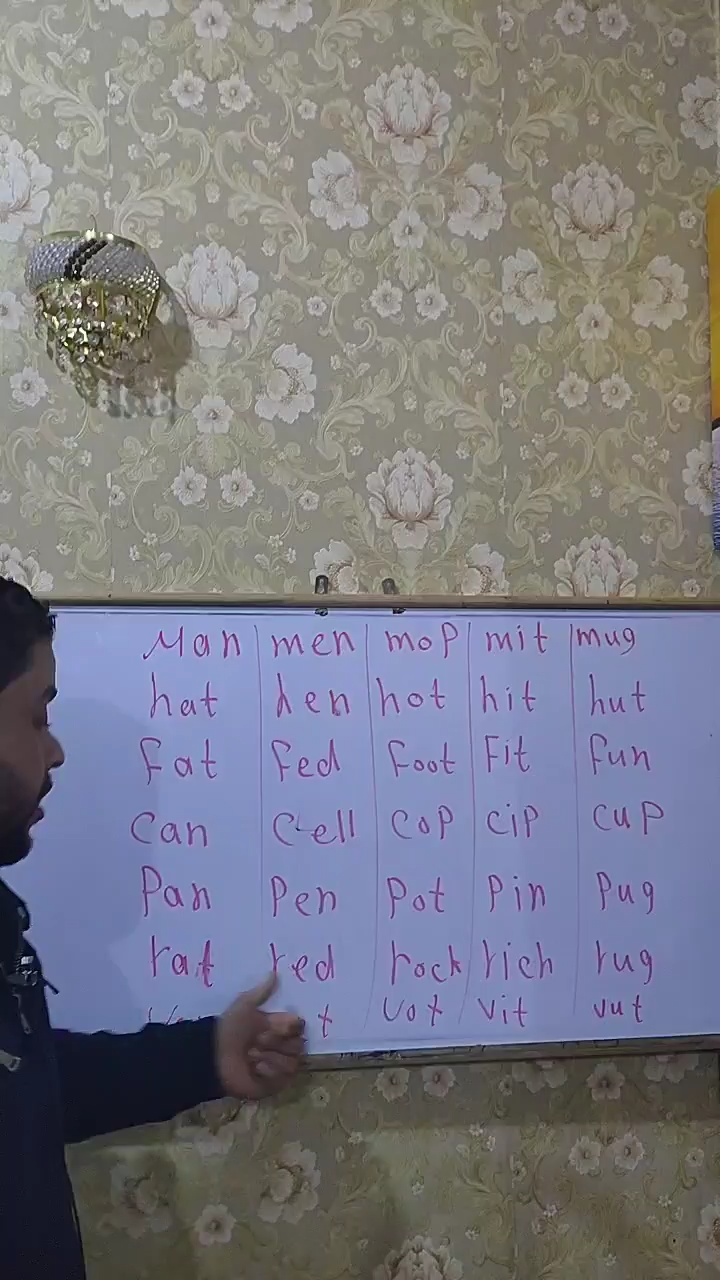 Man men mop mit mug
hat hen hot hit hut
Fat Fed Foot Fit fun
Can Cell COP CiP CUP
Pan Pen Pot Pin Pug
rat red rock rich rug
vot vit vut